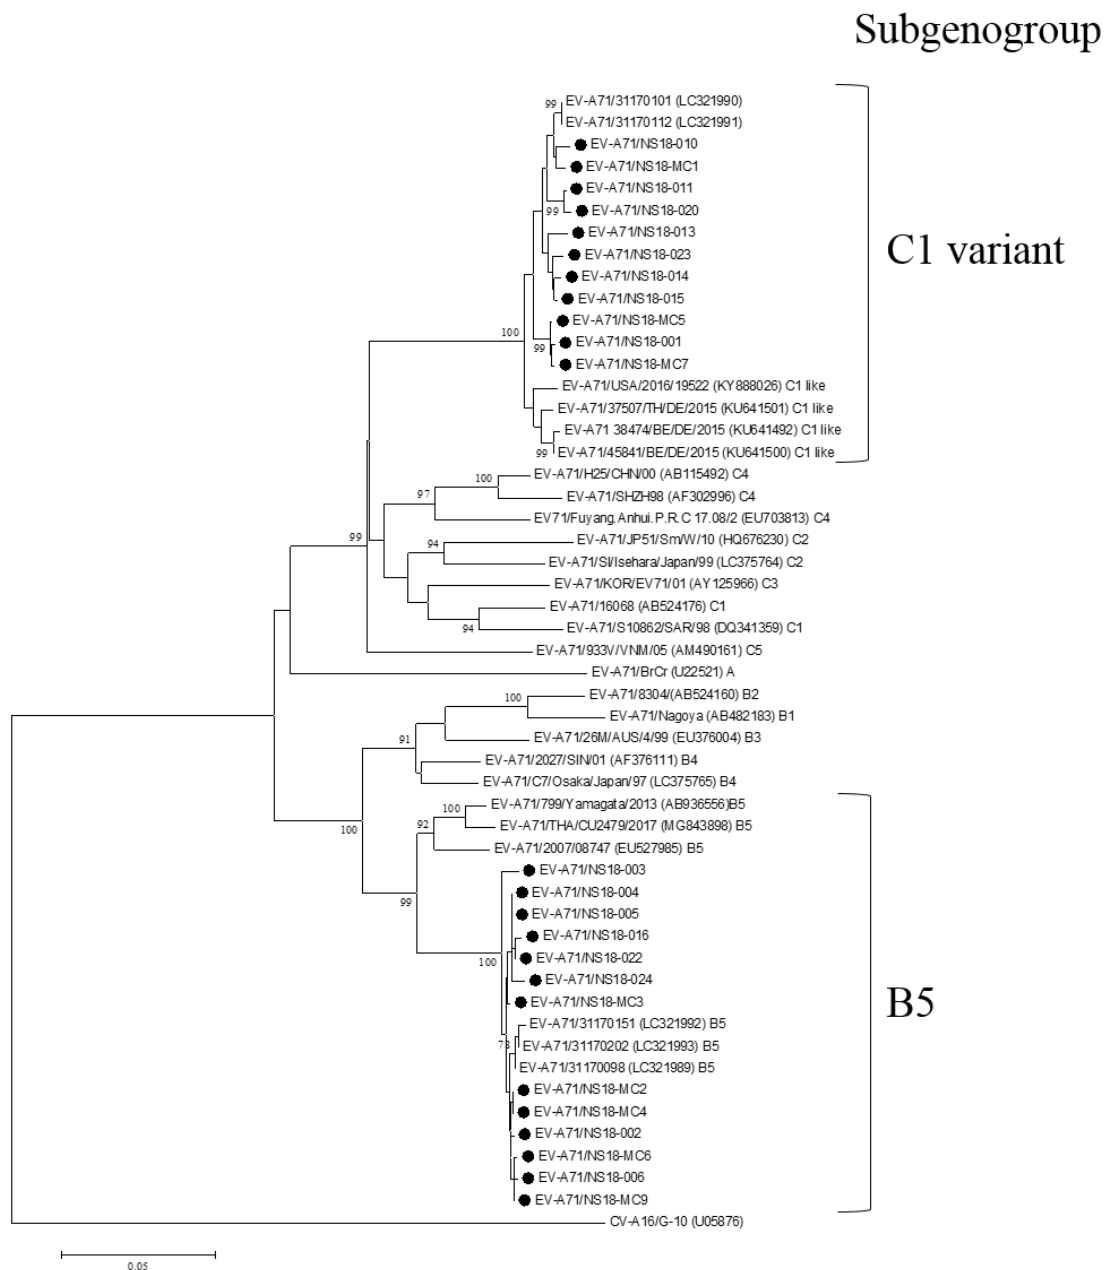 Subgenogroup
99
EV-A71/31170101 (LC321990)
EV-A71/31170112 (LC321991)
EV-A71/NS18-010
EV-A71/NS18-MC1
EV-A71/NS18-011
99
EV-A71/NS18-020
EV-A71/NS18-013
C1 variant
EV-A71/NS18-023
EV-A71/NS18-014
EV-A71/NS18-015
EV-A71/NS18-MC5
100
EV-A71/NS18-001
99
EV-A71/NS18-MC7
EV-A71/USA/2016/19522 (KY888026) C1 like
EV-A71/37507/TH/DE/2015 (KU641501) C1 like
EV-A71 38474/BE/DE/2015 (KU641492) C1 like
99
EV-A71/45841/BE/DE/2015 (KU641500) C1 like
100
EV-A71/H25/CHN/00 (AB115492) C4
97
EV-A71/SHZH98 (AF302996) C4
EV71/Fuyang.Anhui.P.R.C 17.08/2 (EU703813) C4
99
94
EV-A71/JP51/Sm/W/10 (HQ676230) C2
EV-A71/SI/Isehara/Japan/99 (LC375764) C2
EV-A71/KOR/EV71/01 (AY125966) C3
EV-A71/16068 (AB524176) C1
94
EV-A71/S10862/SAR/98 (DQ341359) C1
EV-A71/933V/VNM/05 (AM490161) C5
EV-A71/BrCr (U22521) A
100
EV-A71/8304/(AB524160) B2
EV-A71/Nagoya (AB482183) B1
91
EV-A71/26M/AUS/4/99 (EU376004) B3
EV-A71/2027/SIN/01 (AF376111) B4
EV-A71/C7/Osaka/Japan/97 (LC375765) B4
100
EV-A71/799/Yamagata/2013 (AB936556)B5
100
92
EV-A71/THA/CU2479/2017 (MG843898) B5
EV-A71/2007/08747 (EU527985) B5
EV-A71/NS18-003
99
EV-A71/NS18-004
EV-A71/NS18-005
EV-A71/NS18-016
100
EV-A71/NS18-022
EV-A71/NS18-024
EV-A71/NS18-MC3
B5
EV-A71/31170151 (LC321992) B5
EV-A71/31170202 (LC321993) B5
EV-A71/31170098 (LC321989) B5
EV-A71/NS18-MC2
EV-A71/NS18-MC4
EV-A71/NS18-002
EV-A71/NS18-MC6
EV-A71/NS18-006
EV-A71/NS18-MC9
CV-A16/G-10 (U05876)
0.05